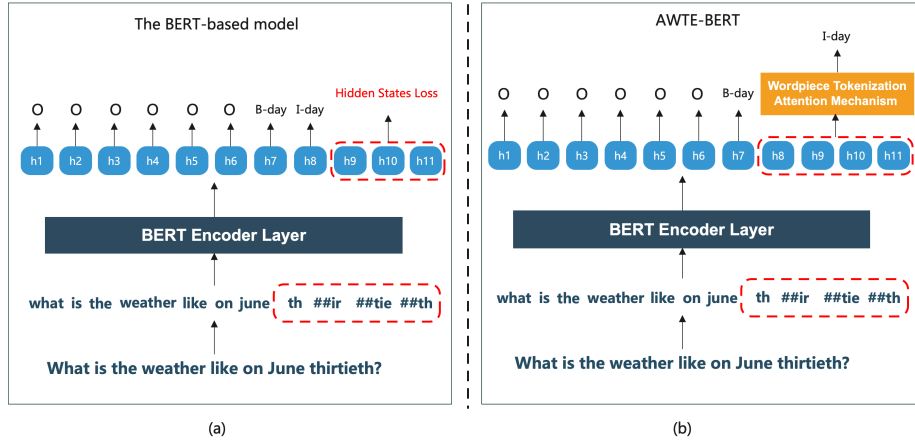 The BERT-based model
Hidden States Loss
O O O O O O B-day I-day
h1 h2 h3 h4 h5 h6 h7 h8 h9 h10 h11
BERT Encoder Layer
what is the weather like on june th ##ir ##tie ##th
What is the weather like on June thirtieth?
(a)
AWTE-BERT
I-day
Wordpiece Tokenization
Attention Mechanism
O O O O O O B-day
h1 h2 h3 h4 h5 h6 h7 h8 h9 h10 h11
BERT Encoder Layer
what is the weather like on june th ##ir ##tie ##th
What is the weather like on June thirtieth?
(b)